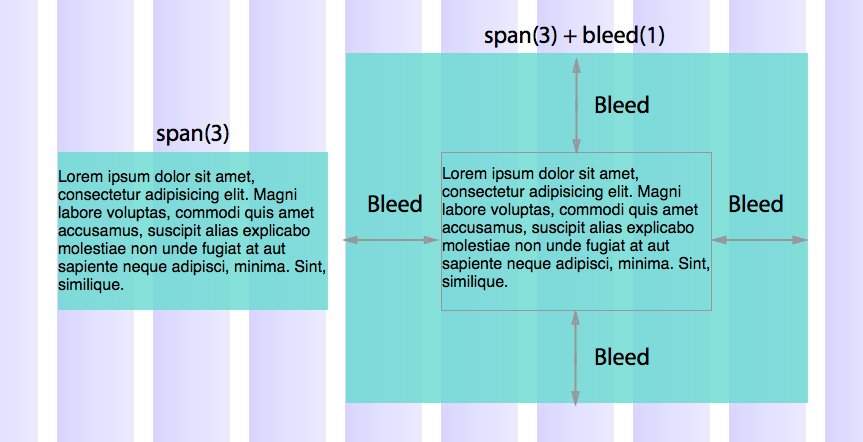 span(3) + bleed(1)
Bleed
span(3)
Lorem ipsum dolor sit amet,
consectetur adipisicing elit. Magni
labore voluptas, commodi quis amet
accusamus, suscipit alias explicabo
molestiae non unde fugiat at aut
sapiente neque adipisci, minima. Sint,
similique.
Bleed
Lorem ipsum dolor sit amet,
consectetur adipisicing elit. Magni
labore voluptas, commodi quis amet
accusamus, suscipit alias explicabo
molestiae non unde fugiat at aut
sapiente neque adipisci, minima. Sint,
similique.
Bleed
Bleed